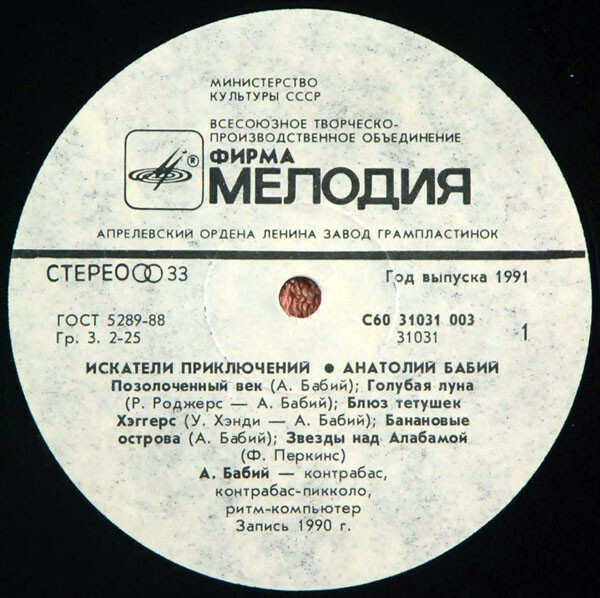 МИНИСТЕРСТВО
КУЛЬТУРЫ СССР
ВСЕСОЮЗНОЕ ТВОРЧЕСКО-
ПРОИЗВОДСТВЕННОЕ ОБЪЕДИНЕНИЕ
ФИРМА
®
МЕЛОДИЯ
АПРЕЛЕВСКИЙ ОРДЕНА ЛЕНИНА ЗАВОД ГРАМПЛАСТИНОК
СТЕРЕО 33
Год выпуска 1991
ГОСТ 5289-88
С60 31031 003
Гр. 3. 2-25
31031
1
ИСКАТЕЛИ ПРИКЛЮЧЕНИЙ ● АНАТОЛИЙ БАБИЙ
Позолоченный век (А. Бабий); Голубая луна
(Р. Роджерс — А. Бабий); Блюз тетушек
Хэггерс (У. Хэнди — А. Бабий); Банановые
острова (А. Бабий); Звезды над Алабамой
(Ф. Перкинс)
А. Бабий — контрабас,
контрабас-пикколо,
ритм-компьютер
Запись 1990 г.